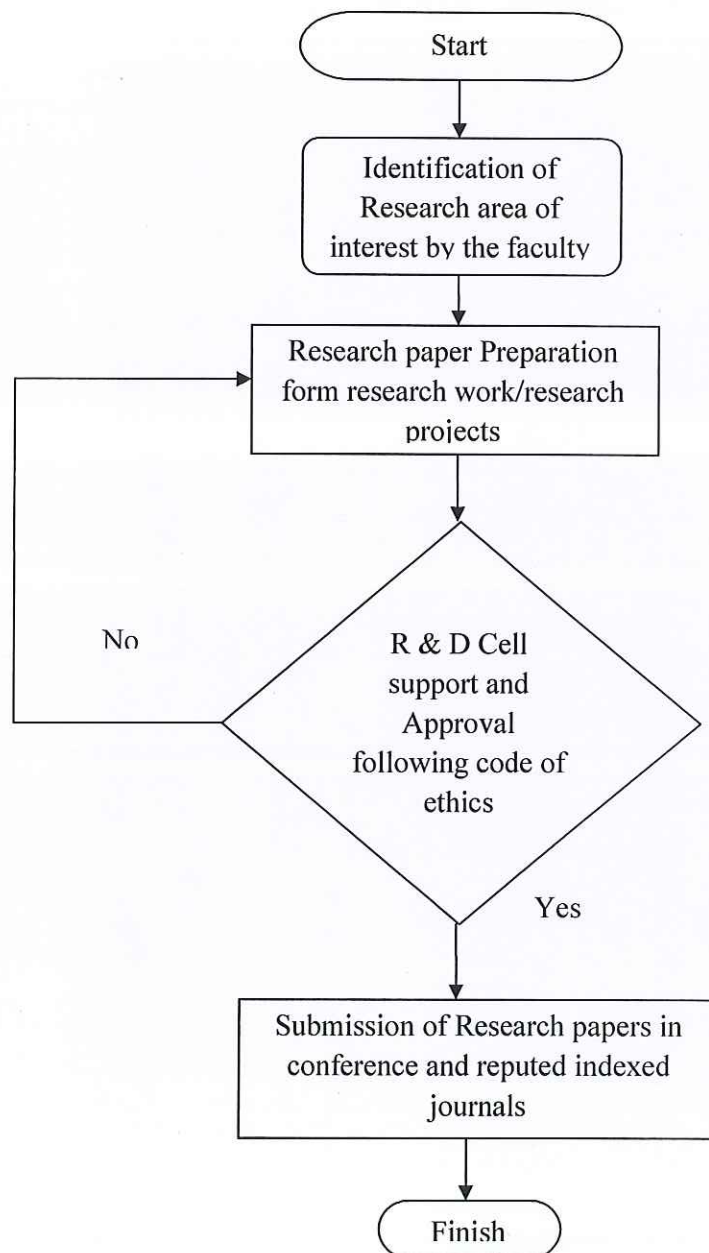 Start
Identification of
Research area of
interest by the faculty
Research paper Preparation
form research work/research
projects
No
R & D Cell
support and
Approval
following code of
ethics
Yes
Submission of Research papers in
conference and reputed indexed
journals
Finish